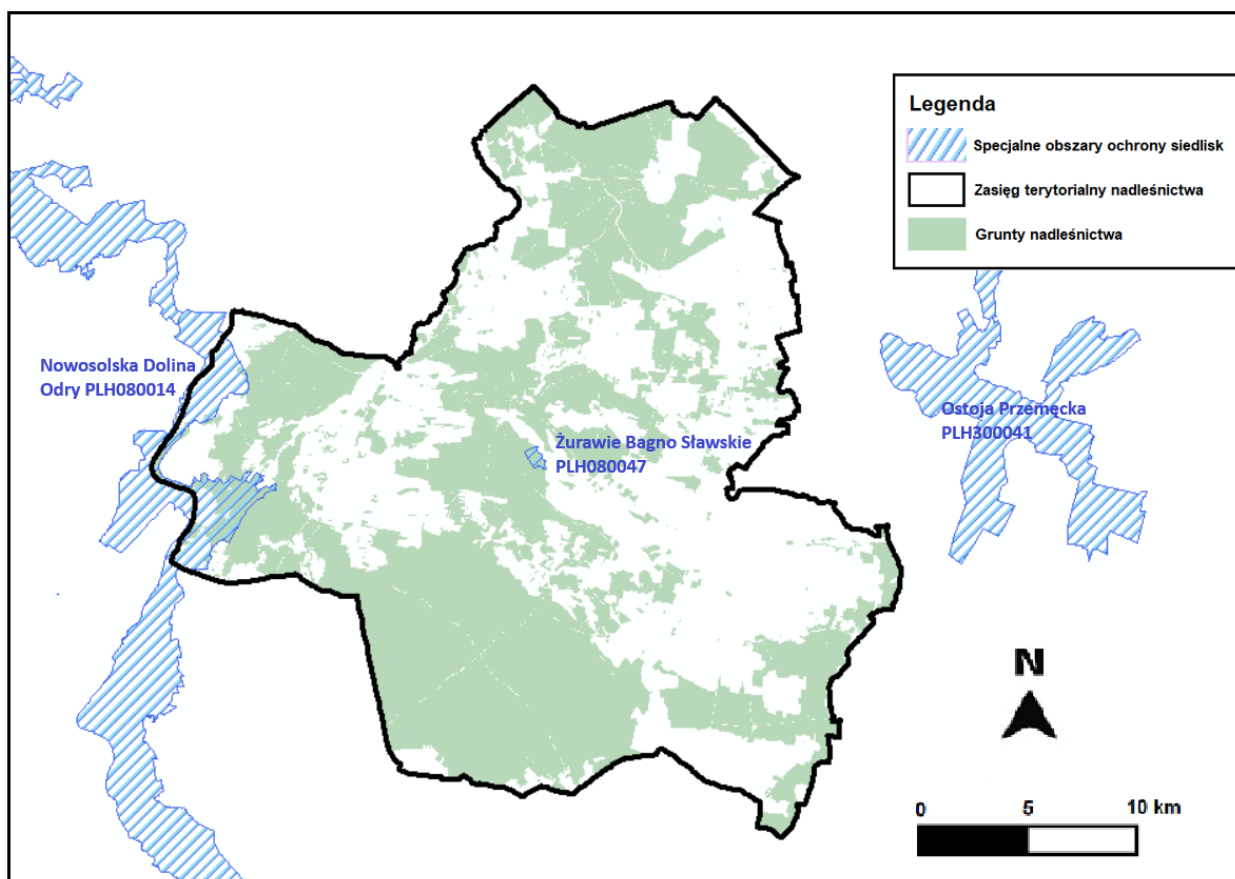 Legenda
Specjalne obszary ochrony siedlisk
Zasięg terytorialny nadleśnictwa
Grunty nadleśnictwa
Nowosolska Dolina
Odry PLH080014
Żurawie Bagno Sławskie
PLH080047
Ostoja Przemęcka
PLH300041
N
0 5 10 km